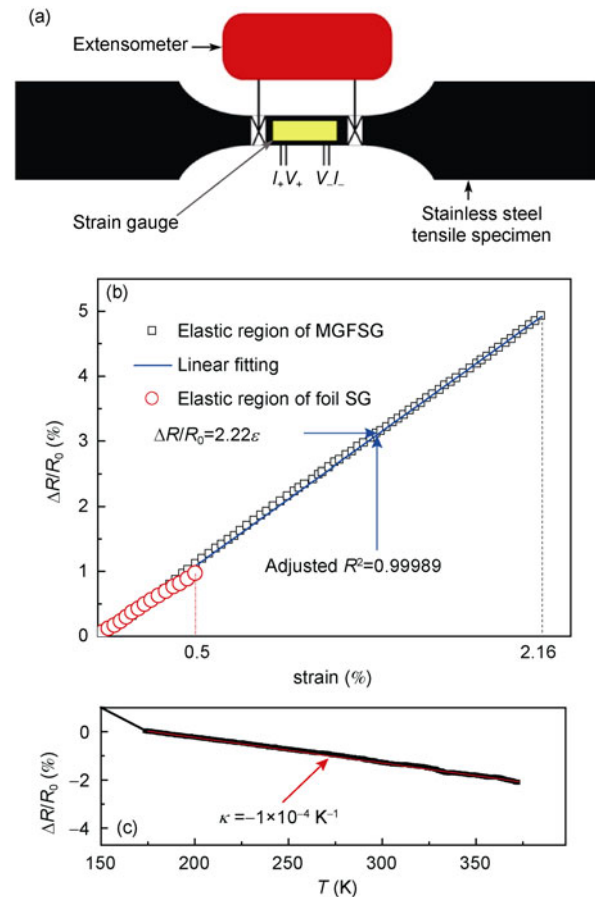 (a)
Extensometer
I₊V₊ V₋I₋
Strain gauge
Stainless steel
tensile specimen
(b)
5
Elastic region of MGFSG
4
Linear fitting
Elastic region of foil SG
ΔR/R₀=2.22ε
3
ΔR/R₀ (%)
2
Adjusted R²=0.99989
1
0
0.5 2.16
strain (%)
0
ΔR/R₀ (%)
−2
κ=−1×10⁻⁴ K⁻¹
−4
(c)
150 200 250 300 350
T (K)